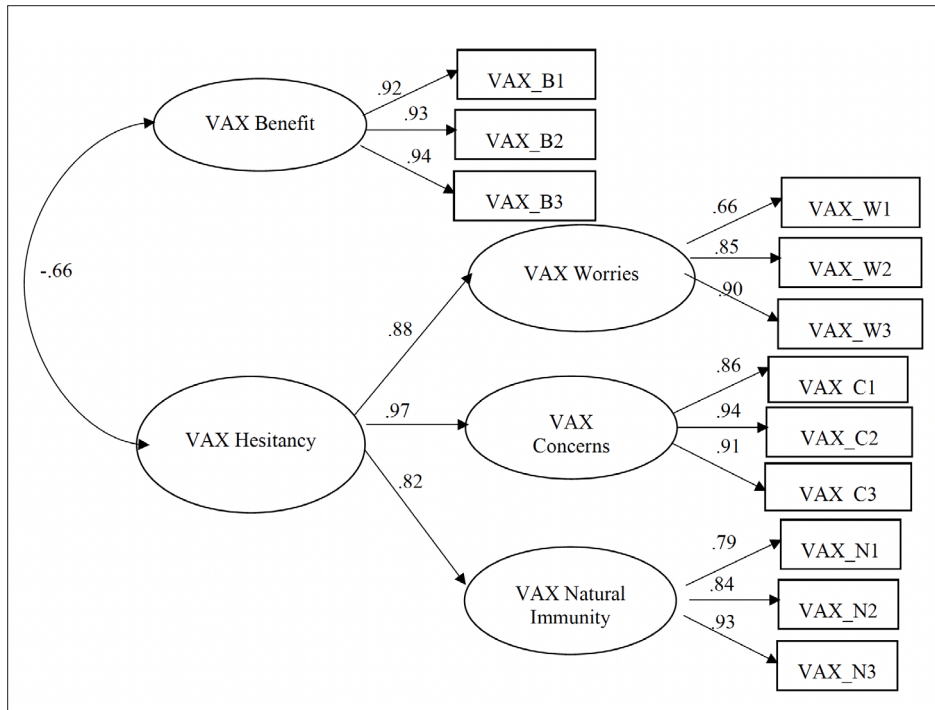 .92
VAX_B1
VAX Benefit
.93
VAX_B2
.94
VAX_B3
-.66
.66
VAX_W1
VAX Worries
.85
VAX_W2
.90
VAX_W3
.88
.86
VAX_C1
VAX Hesitancy
.97
VAX
Concerns
.94
VAX_C2
.91
VAX_C3
.82
.79
VAX_N1
VAX Natural
Immunity
.84
VAX_N2
.93
VAX_N3